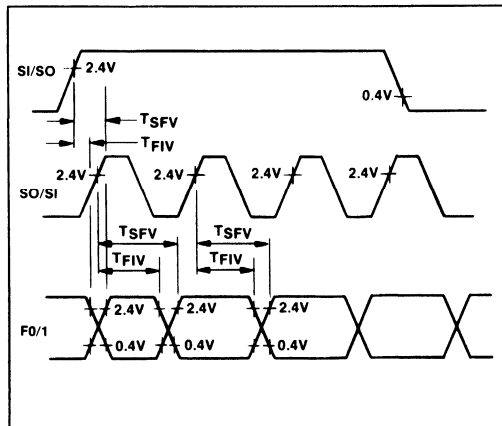 SI/SO
2.4V
0.4V
TSFV
TFIV
SO/SI
2.4V 2.4V 2.4V 2.4V
TSFV TSFV
TFIV TFIV
F0/1
2.4V 2.4V 2.4V
0.4V 0.4V 0.4V